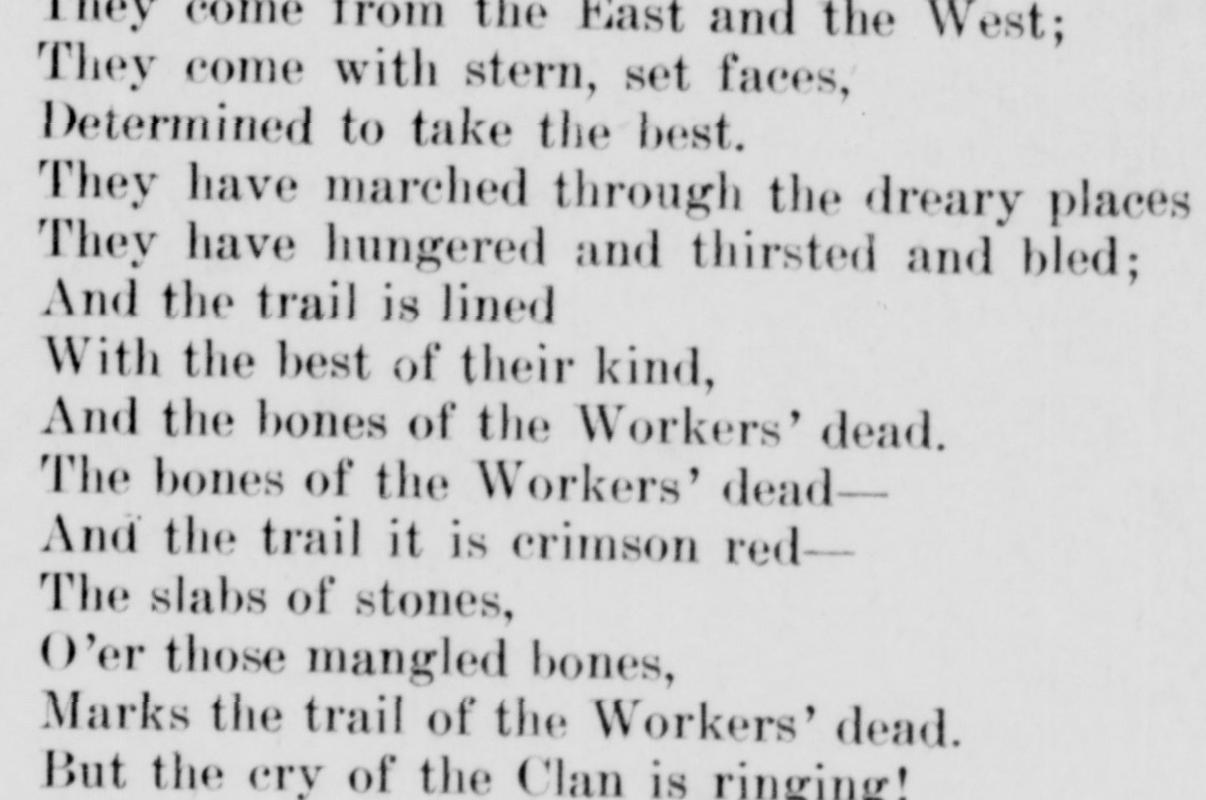 They come from the East and the West;
They come with stern, set faces,
Determined to take the best.
They have marched through the dreary places
They have hungered and thirsted and bled;
And the trail is lined
With the best of their kind,
And the bones of the Workers' dead.
The bones of the Workers' dead—
And the trail it is crimson red—
The slabs of stones,
O'er those mangled bones,
Marks the trail of the Workers' dead.
But the cry of the Clan is ringing!